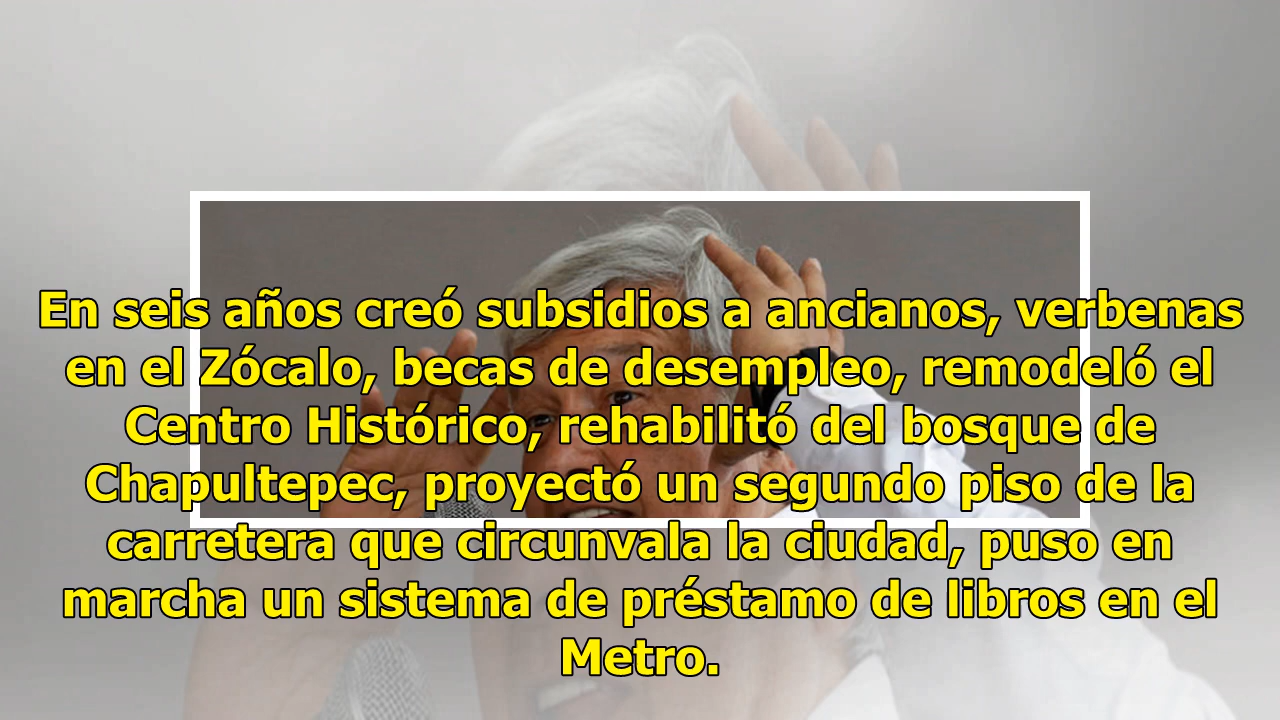 En seis años creó subsidios a ancianos, verbenas
en el Zócalo, becas de desempleo, remodeló el
Centro Histórico, rehabilitó del bosque de
Chapultepec, proyectó un segundo piso de la
carretera que circunvala la ciudad, puso en
marcha un sistema de préstamo de libros en el
Metro.